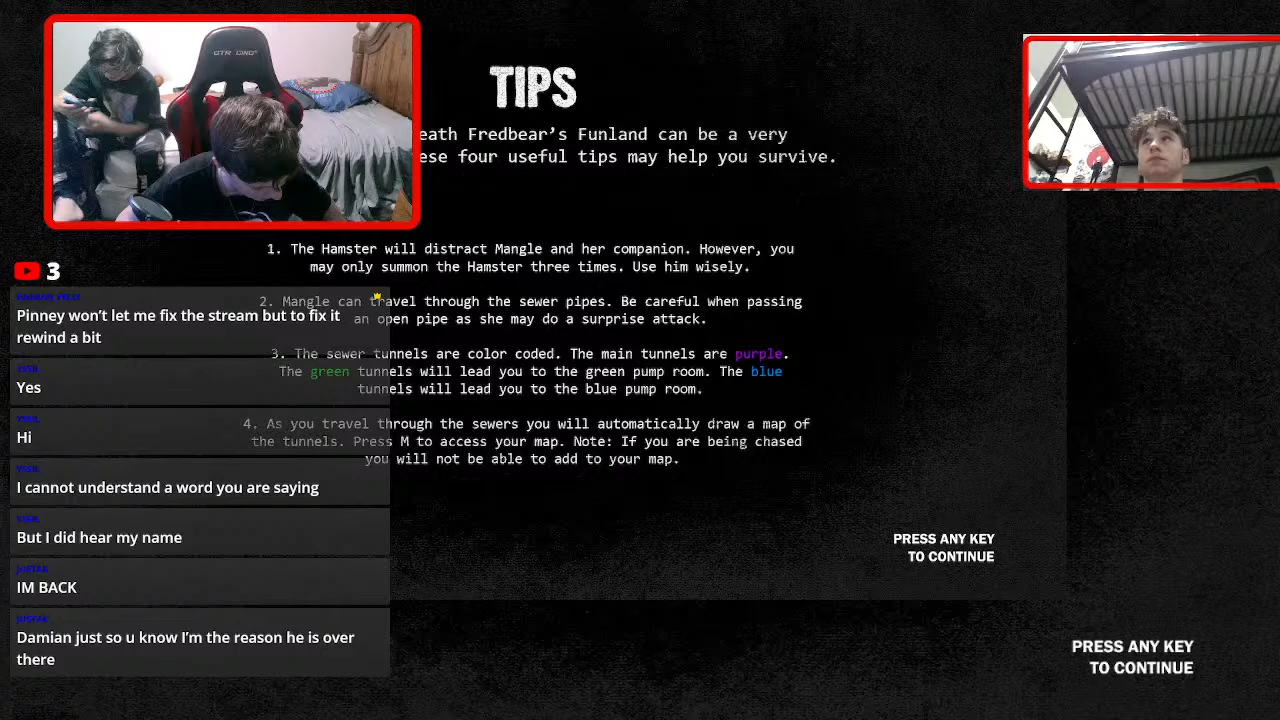 GTR
TIPS
eath Fredbear's Funland can be a very
ese four useful tips may help you survive.
1. The Hamster will distract Mangle and her companion. However, you
may only summon the Hamster three times. Use him wisely.
2. Mangle can travel through the sewer pipes. Be careful when passing
an open pipe as she may do a surprise attack.
3. The sewer tunnels are color coded. The main tunnels are purple.
The green tunnels will lead you to the green pump room. The blue
tunnels will lead you to the blue pump room.
4. As you travel through the sewers you will automatically draw a map of
the tunnels. Press M to access your map. Note: If you are being chased
you will not be able to add to your map.
PRESS ANY KEY
TO CONTINUE
3
Pinney won't let me fix the stream but to fix it
rewind a bit
Yes
Hi
I cannot understand a word you are saying
But I did hear my name
IM BACK
Damian just so u know I'm the reason he is over
there
PRESS ANY KEY
TO CONTINUE